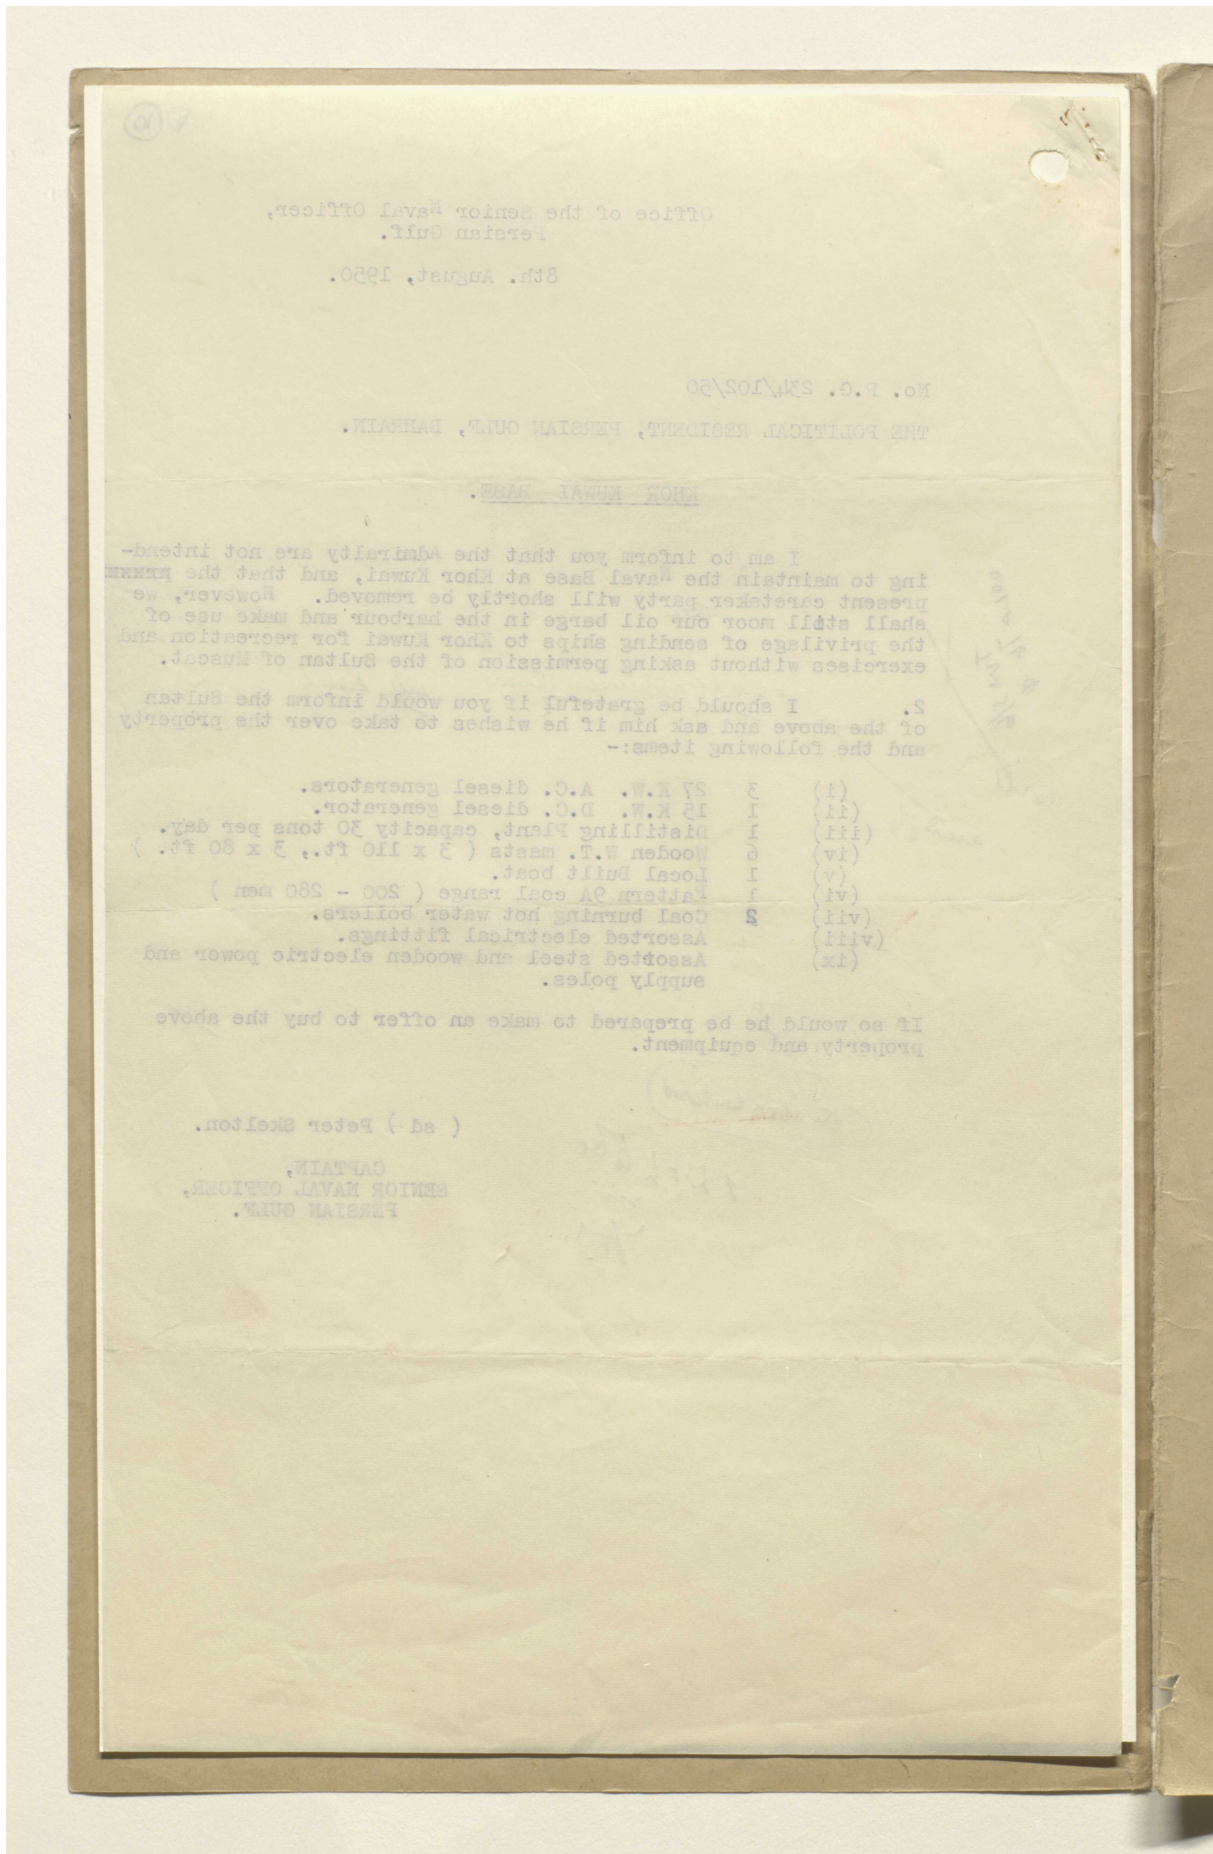 Office of the Senior Naval Officer,
Persian Gulf.
8th. August, 1950.
No. P.G. 234/102/50
THE POLITICAL RESIDENT, PERSIAN GULF, BAHRAIN.
KHOR KUWAI BASE.
I am to inform you that the Admiralty are not intend-
ing to maintain the Naval Base at Khor Kuwai, and that the
present caretaker party will shortly be removed. However, we
shall still moor our oil barge in the harbour and make use of
the privilege of sending ships to Khor Kuwai for recreation and
exercises without asking permission of the Sultan of Muscat.
2. I should be grateful if you would inform the Sultan
of the above and ask him if he wishes to take over the property
and the following items:-
(i) 3 27 K.W. A.C. diesel generators.
(ii) 1 15 K.W. D.C. diesel generator.
(iii) 1 Distilling Plant, capacity 30 tons per day.
(iv) 6 Wooden W.T. masts ( 3 x 110 ft., 3 x 80 ft. )
(v) 1 Local Built boat.
(vi) 1 Pattern 9A coal range ( 200 - 280 men )
(vii) 2 Coal burning hot water boilers.
(viii) Assorted electrical fittings.
(ix) Assorted steel and wooden electric power and
supply poles.
If so would he be prepared to make an offer to buy the above
property and equipment.
( sd ) Peter Skelton.
CAPTAIN,
SENIOR NAVAL OFFICER,
PERSIAN GULF.